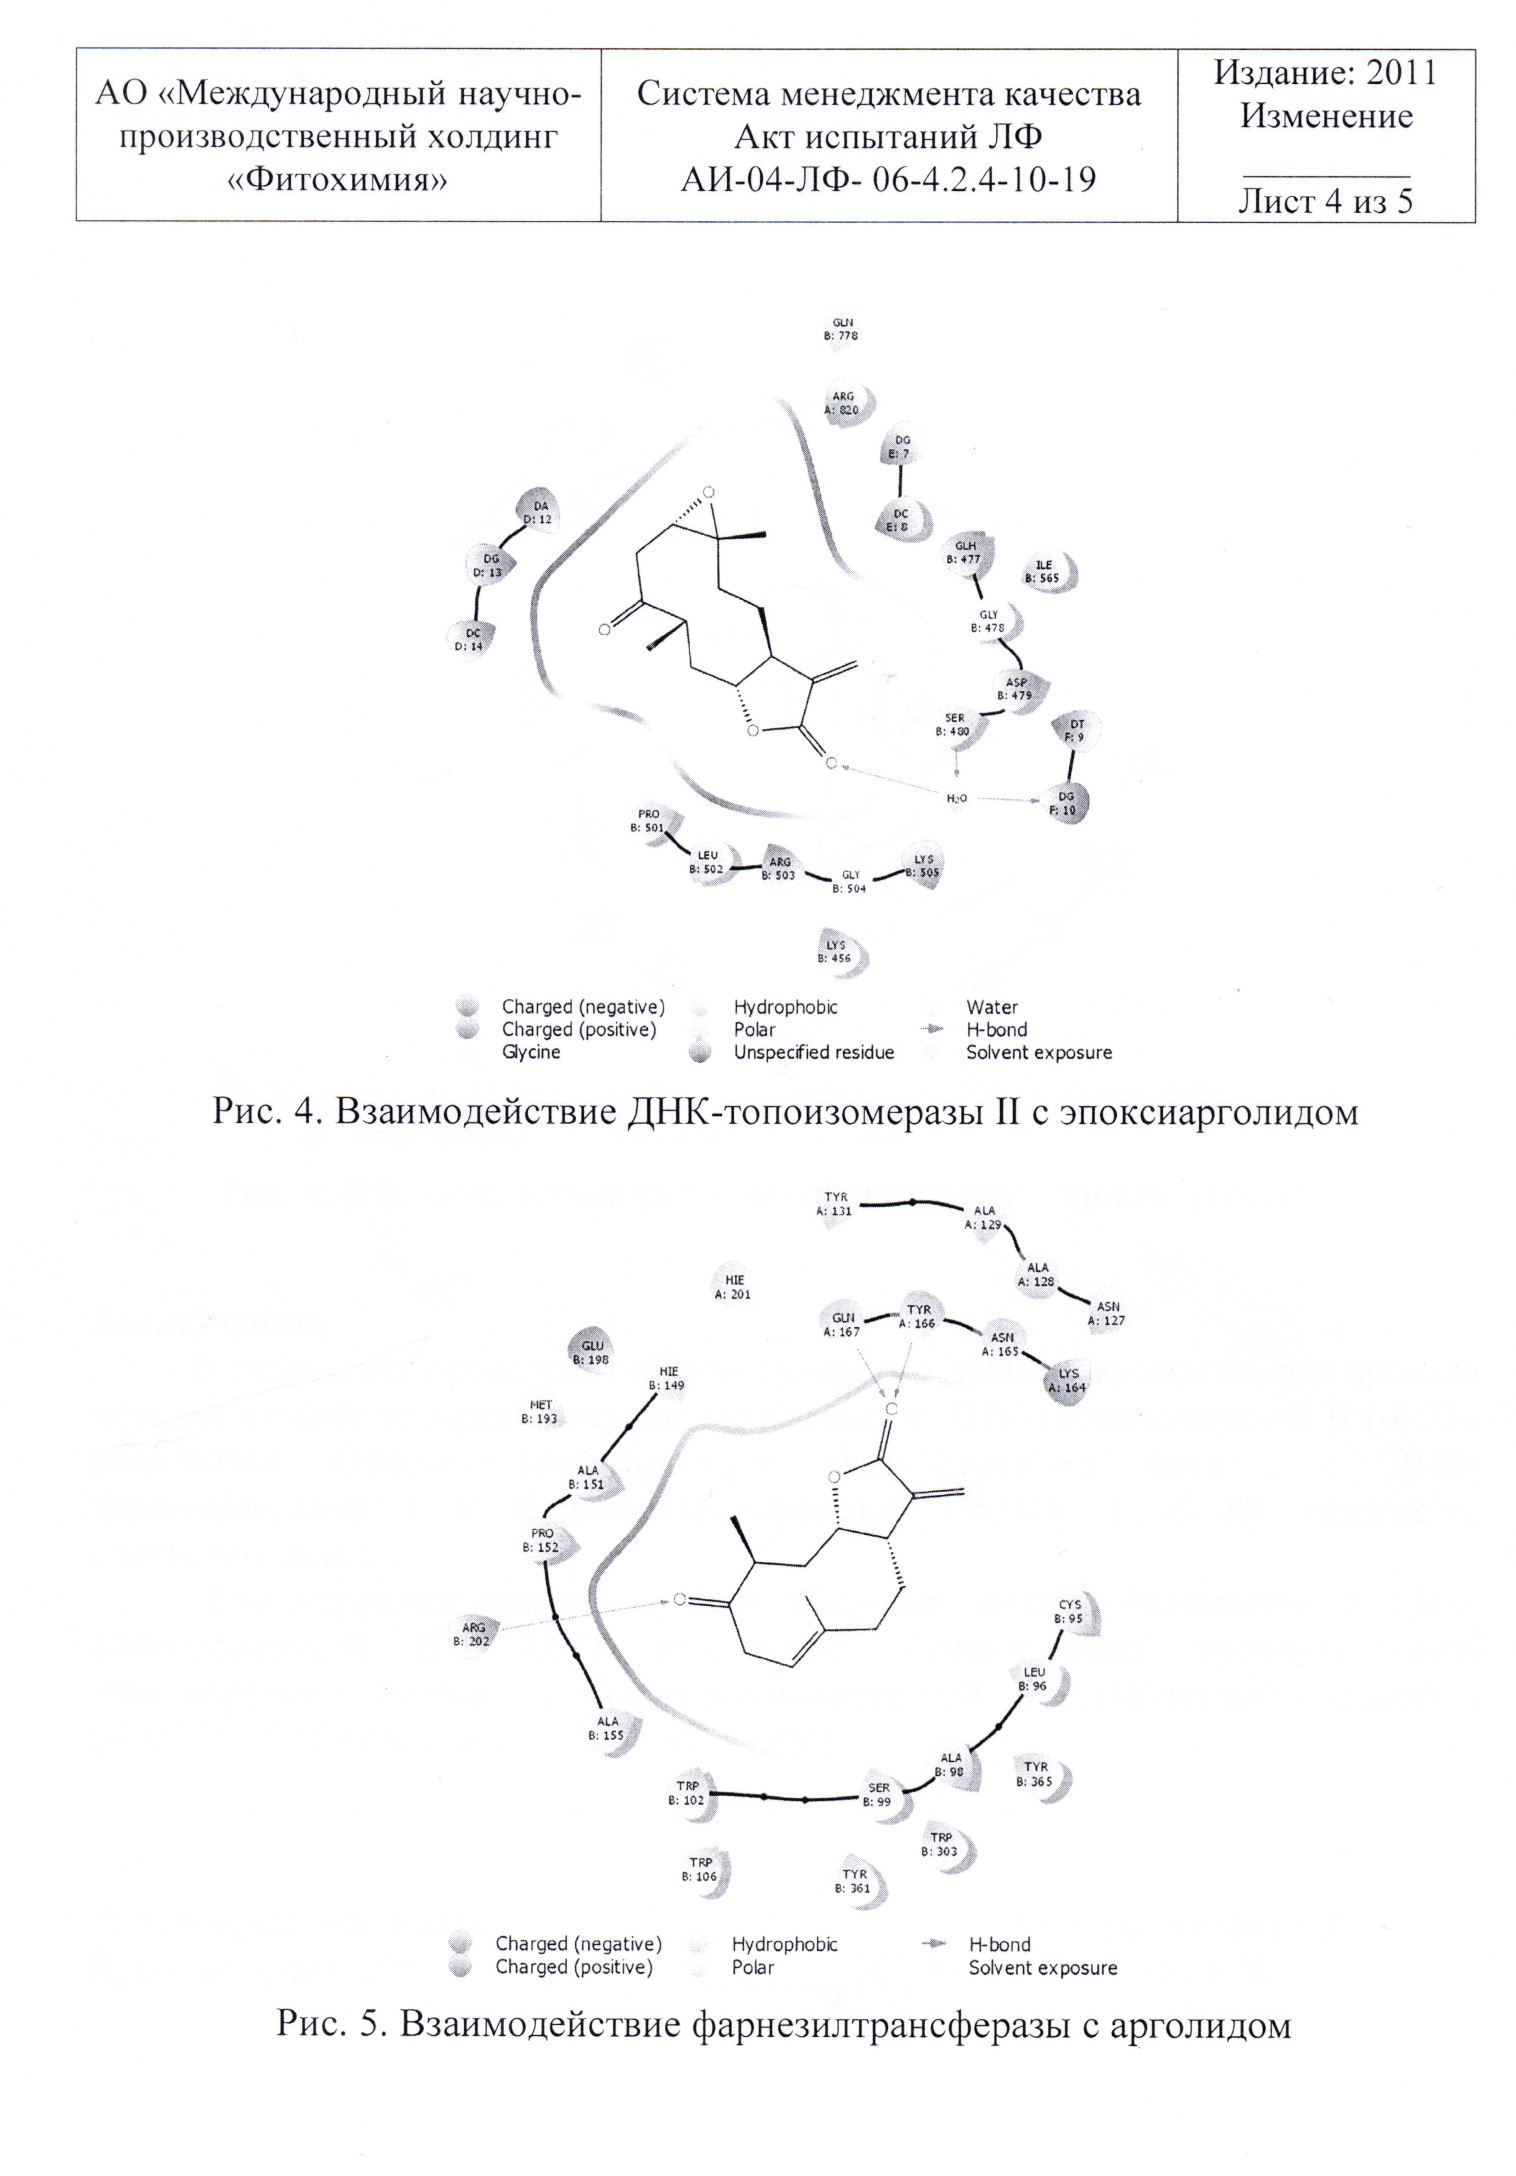 АО «Международный научно-
производственный холдинг
«Фитохимия»
Система менеджмента качества
Акт испытаний ЛФ
АИ-04-ЛФ- 06-4.2.4-10-19
Издание: 2011
Изменение
Лист 4 из 5
GLN
B: 778
ARG
A: 820
DG
E: 7
DA
D: 12
O
DC
E: 8
DG
D: 13
GLH
B: 477
ILE
B: 565
O
GLY
B: 478
DC
D: 14
ASP
B: 479
SER
B: 480
DT
F: 9
O
O
H₂O
DG
F: 10
PRO
B: 501
LEU
B: 502
ARG
B: 503
GLY
B: 504
LYS
B: 505
LYS
B: 456
Charged (negative) Hydrophobic Water
Charged (positive) Polar H-bond
Glycine Unspecified residue Solvent exposure
Рис. 4. Взаимодействие ДНК-топоизомеразы II с эпоксиарголидом
TYR
A: 131
ALA
A: 129
HIE
A: 201
ALA
A: 128
ASN
A: 127
GLN
A: 167
TYR
A: 166
ASN
A: 165
GLU
B: 198
HIE
B: 149
LYS
A: 164
MET
B: 193
O
ALA
B: 151
O
PRO
B: 152
O
CYS
B: 95
ARG
B: 202
LEU
B: 96
ALA
B: 155
ALA
B: 98
TYR
B: 365
TRP
B: 102
SER
B: 99
TRP
B: 303
TRP
B: 106
TYR
B: 361
Charged (negative) Hydrophobic H-bond
Charged (positive) Polar Solvent exposure
Рис. 5. Взаимодействие фарнезилтрансферазы с арголидом